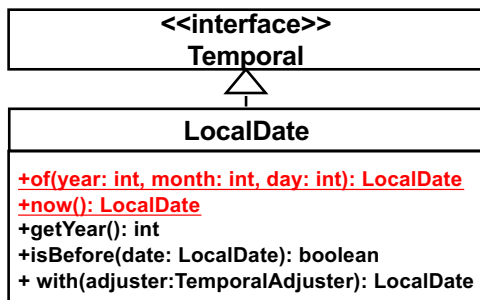 <<interface>>
Temporal
LocalDate
+of(year: int, month: int, day: int): LocalDate
+now(): LocalDate
+getYear(): int
+isBefore(date: LocalDate): boolean
+ with(adjuster:TemporalAdjuster): LocalDate